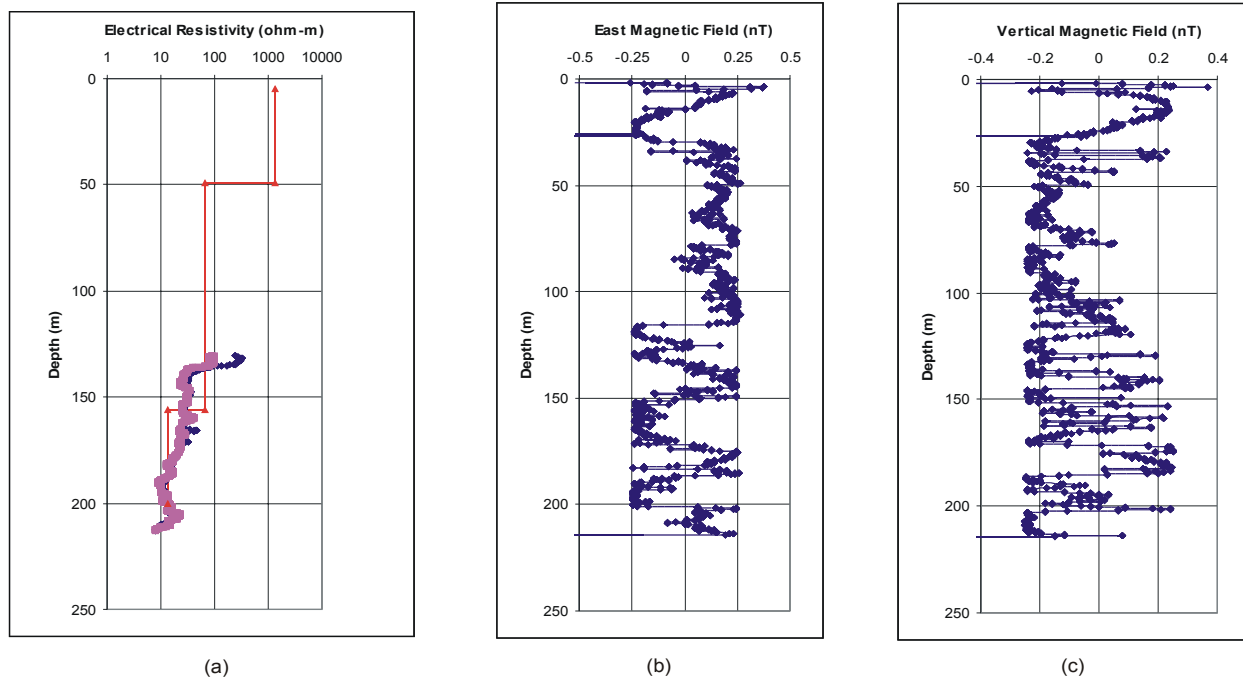 Electrical Resistivity (ohm-m)
1 10 100 1000 10000
0
50
100
150
200
250
Depth (m)
(a)
East Magnetic Field (nT)
-0.5 -0.25 0 0.25 0.5
0
50
100
150
200
250
Depth (m)
(b)
Vertical Magnetic Field (nT)
-0.4 -0.2 0 0.2 0.4
0
50
100
150
200
250
Depth (m)
(c)